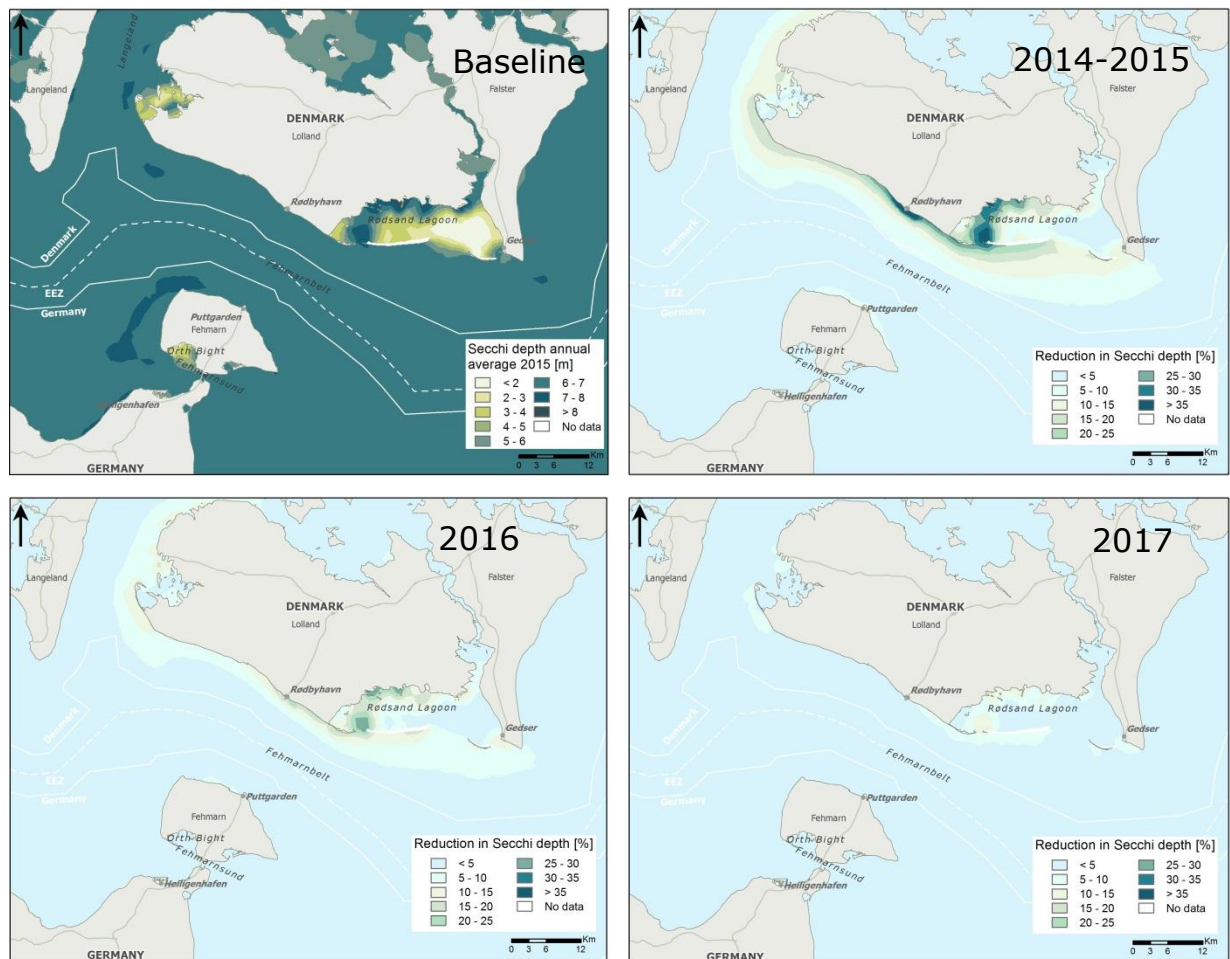 Baseline
Langeland
Langeland
Falster
DENMARK
Lolland
Rødbyhavn
Rødsand Lagoon
Gedser
Denmark
EEZ
Germany
Fehmarnbelt
Puttgarden
Fehmarn
Orth Bight
Fehmarnsund
GERMANY
Secchi depth annual
average 2015 [m]
< 2
2 - 3
3 - 4
4 - 5
5 - 6
6 - 7
7 - 8
> 8
No data
Km
0 3 6 12
2014-2015
Langeland
Falster
DENMARK
Lolland
Rødbyhavn
Rødsand Lagoon
Gedser
Denmark
EEZ
Germany
Fehmarnbelt
Puttgarden
Fehmarn
Orth Bight
Fehmarnsund
Heiligenhafen
GERMANY
Reduction in Secchi depth [%]
< 5
5 - 10
10 - 15
15 - 20
20 - 25
25 - 30
30 - 35
> 35
No data
Km
0 3 6 12
2016
Langeland
Falster
DENMARK
Lolland
Rødbyhavn
Rødsand Lagoon
Gedser
Denmark
EEZ
Germany
Fehmarnbelt
Puttgarden
Fehmarn
Orth Bight
Fehmarnsund
Heiligenhafen
GERMANY
Reduction in Secchi depth [%]
< 5
5 - 10
10 - 15
15 - 20
20 - 25
25 - 30
30 - 35
> 35
No data
Km
0 3 6 12
2017
Langeland
Falster
DENMARK
Lolland
Rødbyhavn
Rødsand Lagoon
Gedser
Denmark
EEZ
Germany
Fehmarnbelt
Puttgarden
Fehmarn
Orth Bight
Fehmarnsund
Heiligenhafen
GERMANY
Reduction in Secchi depth [%]
< 5
5 - 10
10 - 15
15 - 20
20 - 25
25 - 30
30 - 35
> 35
No data
Km
0 3 6 12